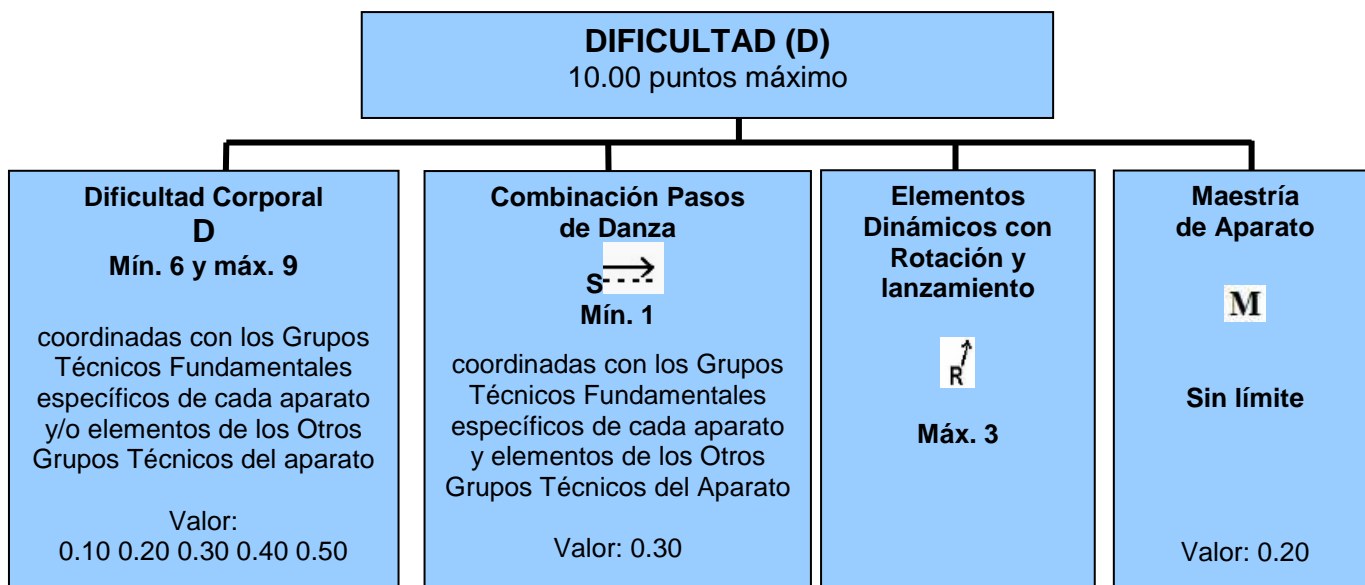 DIFICULTAD (D)
10.00 puntos máximo
Dificultad Corporal
D
Mín. 6 y máx. 9
coordinadas con los Grupos
Técnicos Fundamentales
específicos de cada aparato
y/o elementos de los Otros
Grupos Técnicos del aparato
Valor:
0.10 0.20 0.30 0.40 0.50
Combinación Pasos
de Danza
S
Mín. 1
coordinadas con los Grupos
Técnicos Fundamentales
específicos de cada aparato
y elementos de los Otros
Grupos Técnicos del Aparato
Valor: 0.30
Elementos
Dinámicos con
Rotación y
lanzamiento
R
Máx. 3
Maestría
de Aparato
M
Sin límite
Valor: 0.20